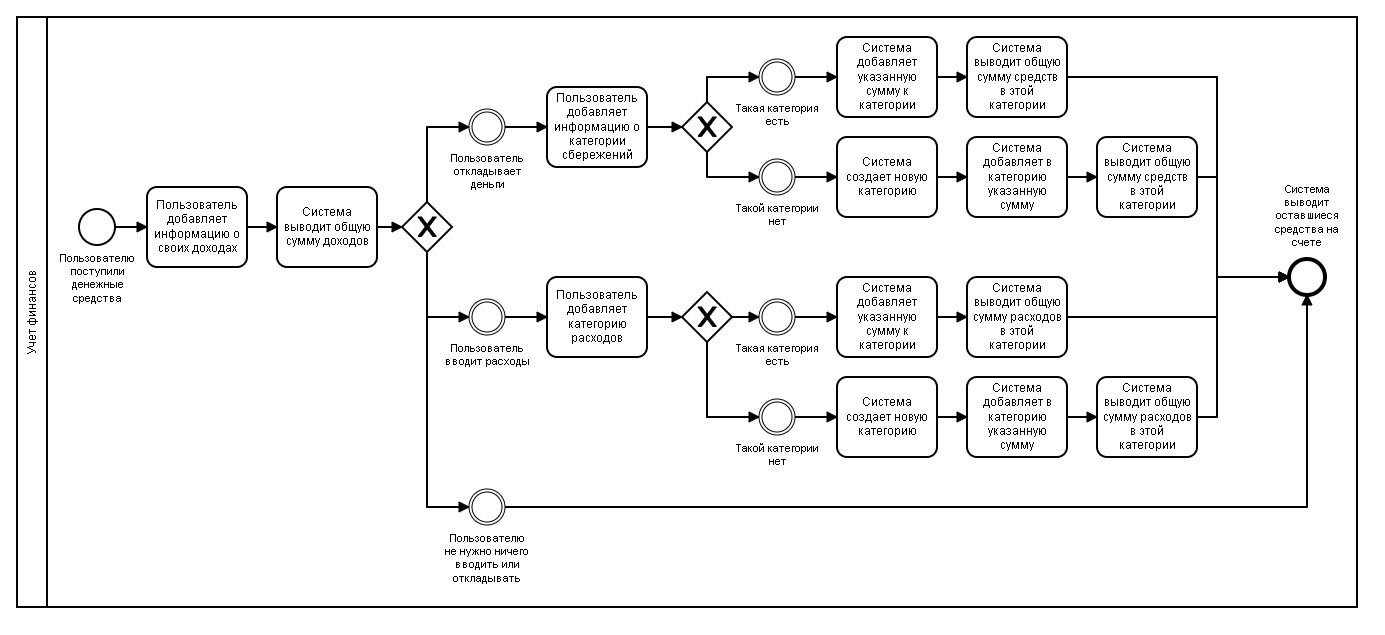 Учет финансов
Пользователю
поступили
денежные
средства
Пользователь
добавляет
информацию о
своих доходах
Система
выводит общую
сумму доходов
Пользователь
откладывает
деньги
Пользователь
добавляет
информацию о
категории
сбережений
Такая категория
есть
Система
добавляет
указанную
сумму к
категории
Система
выводит общую
сумму средств
в этой
категории
Такой категории
нет
Система
создает новую
категорию
Система
добавляет в
категорию
указанную
сумму
Система
выводит общую
сумму средств
в этой
категории
Пользователь
вводит расходы
Пользователь
добавляет
категорию
расходов
Такая категория
есть
Система
добавляет
указанную
сумму к
категории
Система
выводит общую
сумму расходов
в этой
категории
Такой категории
нет
Система
создает новую
категорию
Система
добавляет в
категорию
указанную
сумму
Система
выводит общую
сумму расходов
в этой
категории
Пользователю
не нужно ничего
вводить или
откладывать
Система
выводит
оставшиеся
средства на
счете